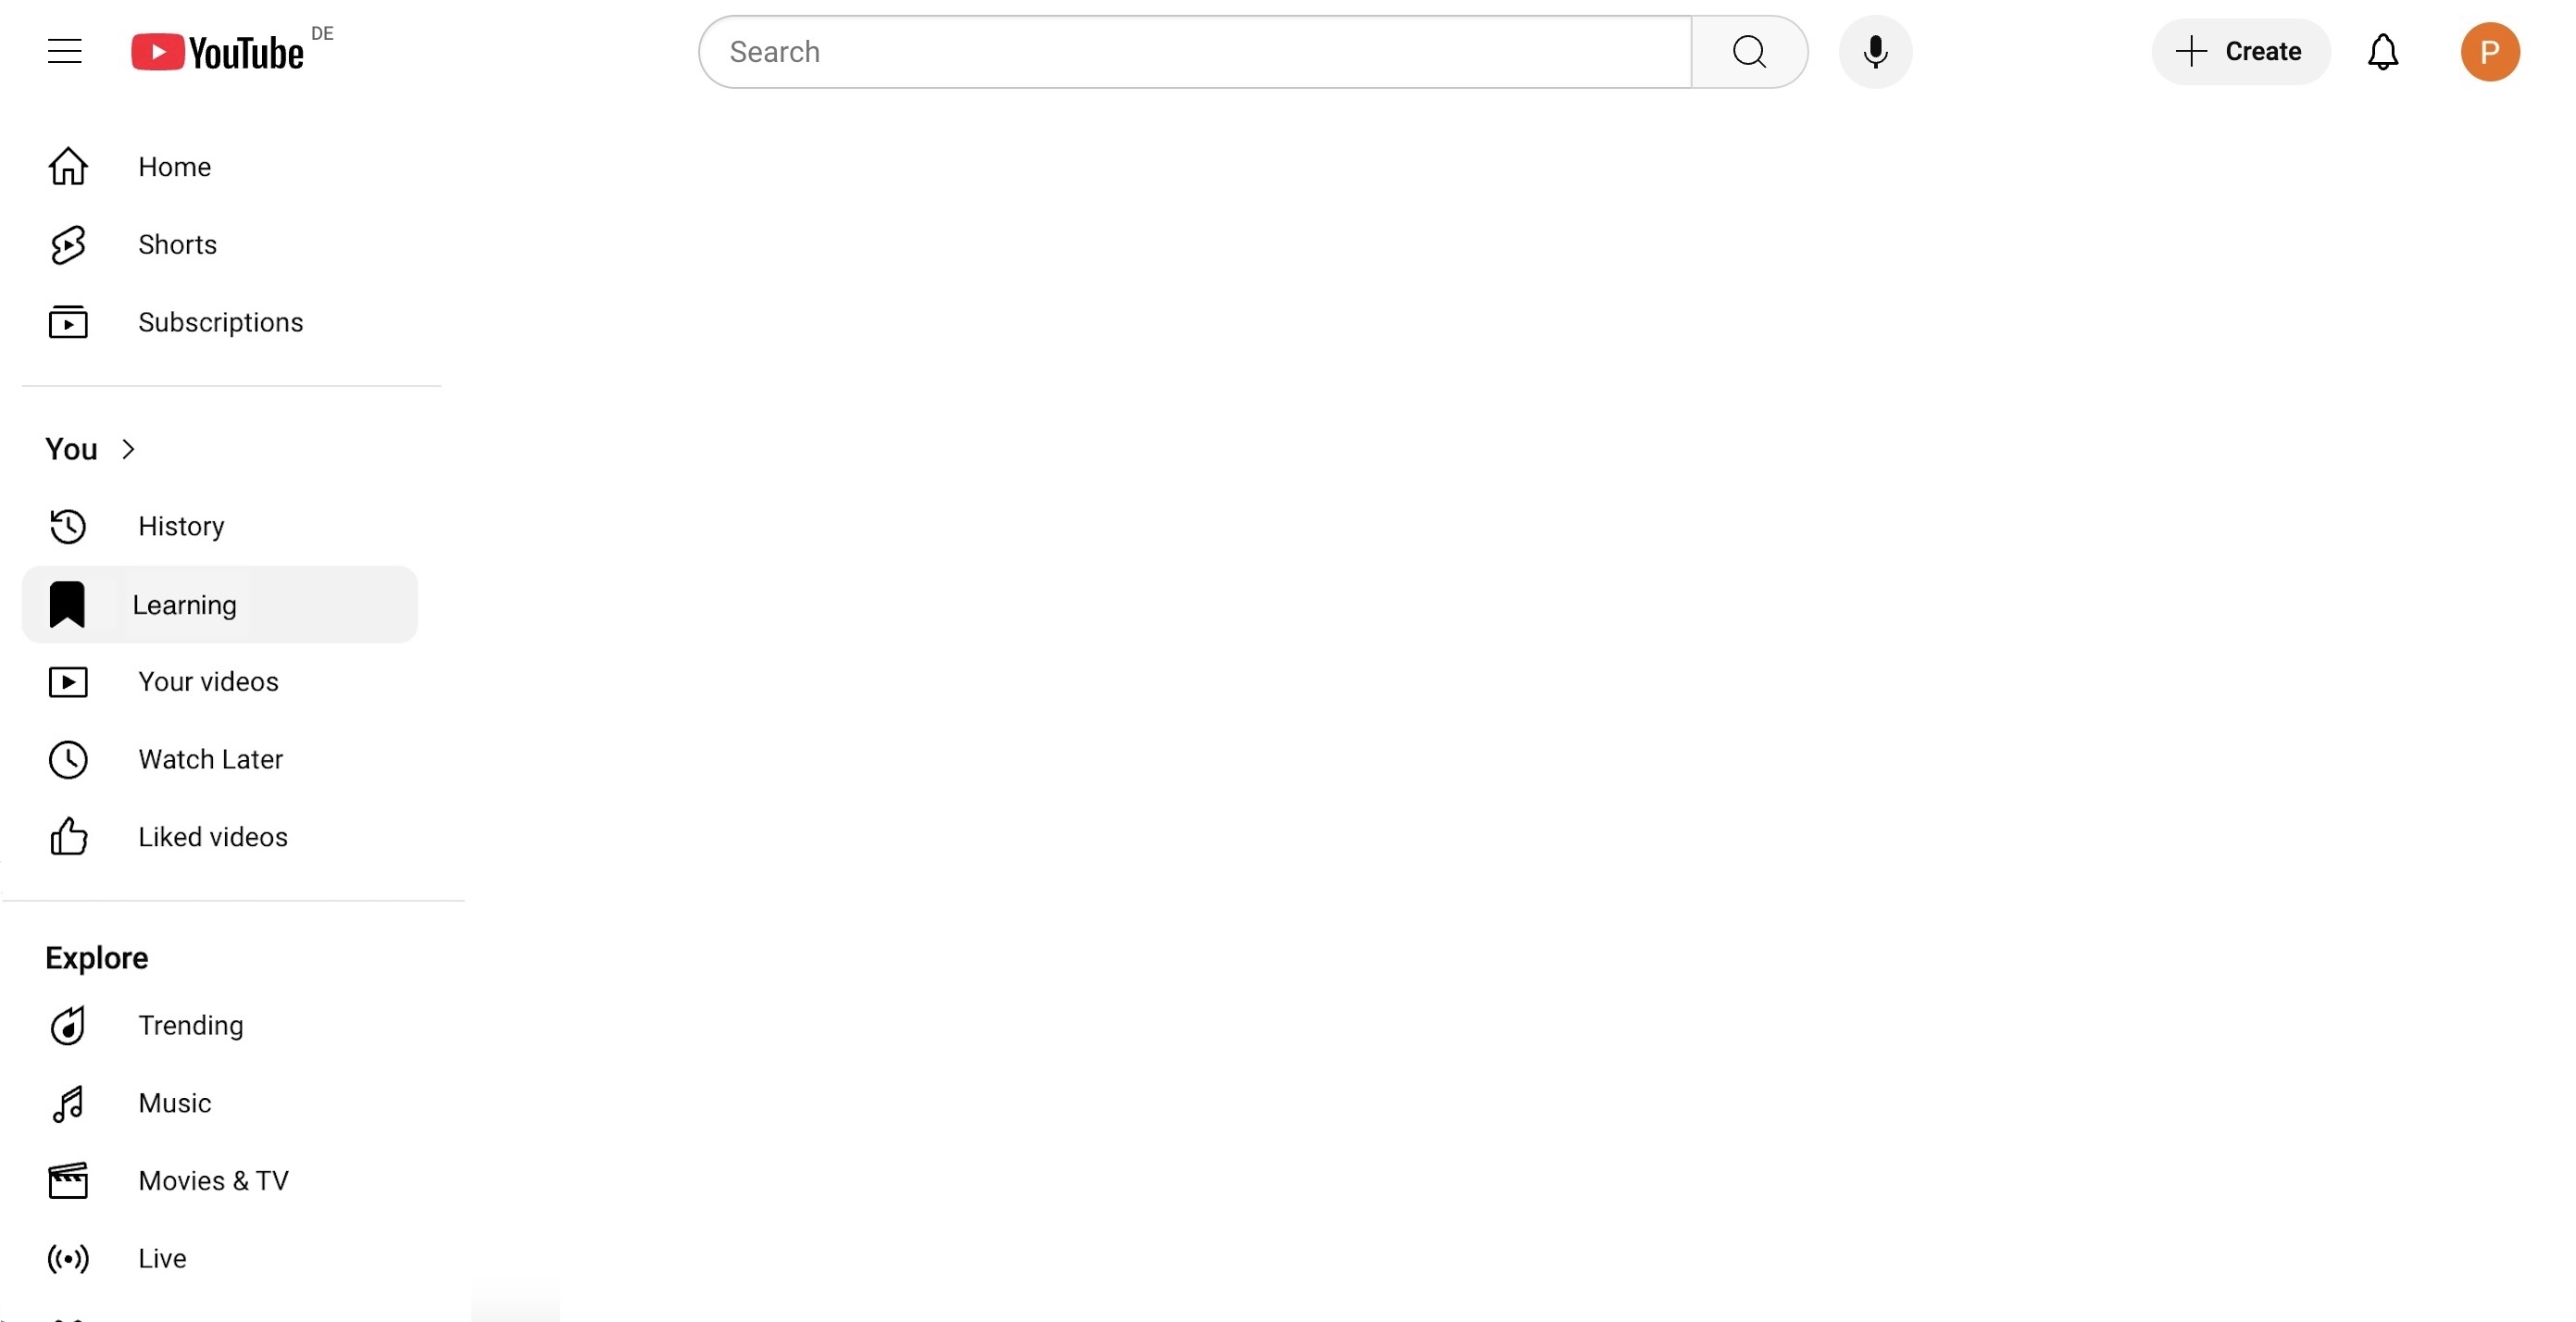 YouTube DE
Search
Create
P
Home
Shorts
Subscriptions
You
History
Learning
Your videos
Watch Later
Liked videos
Explore
Trending
Music
Movies & TV
Live